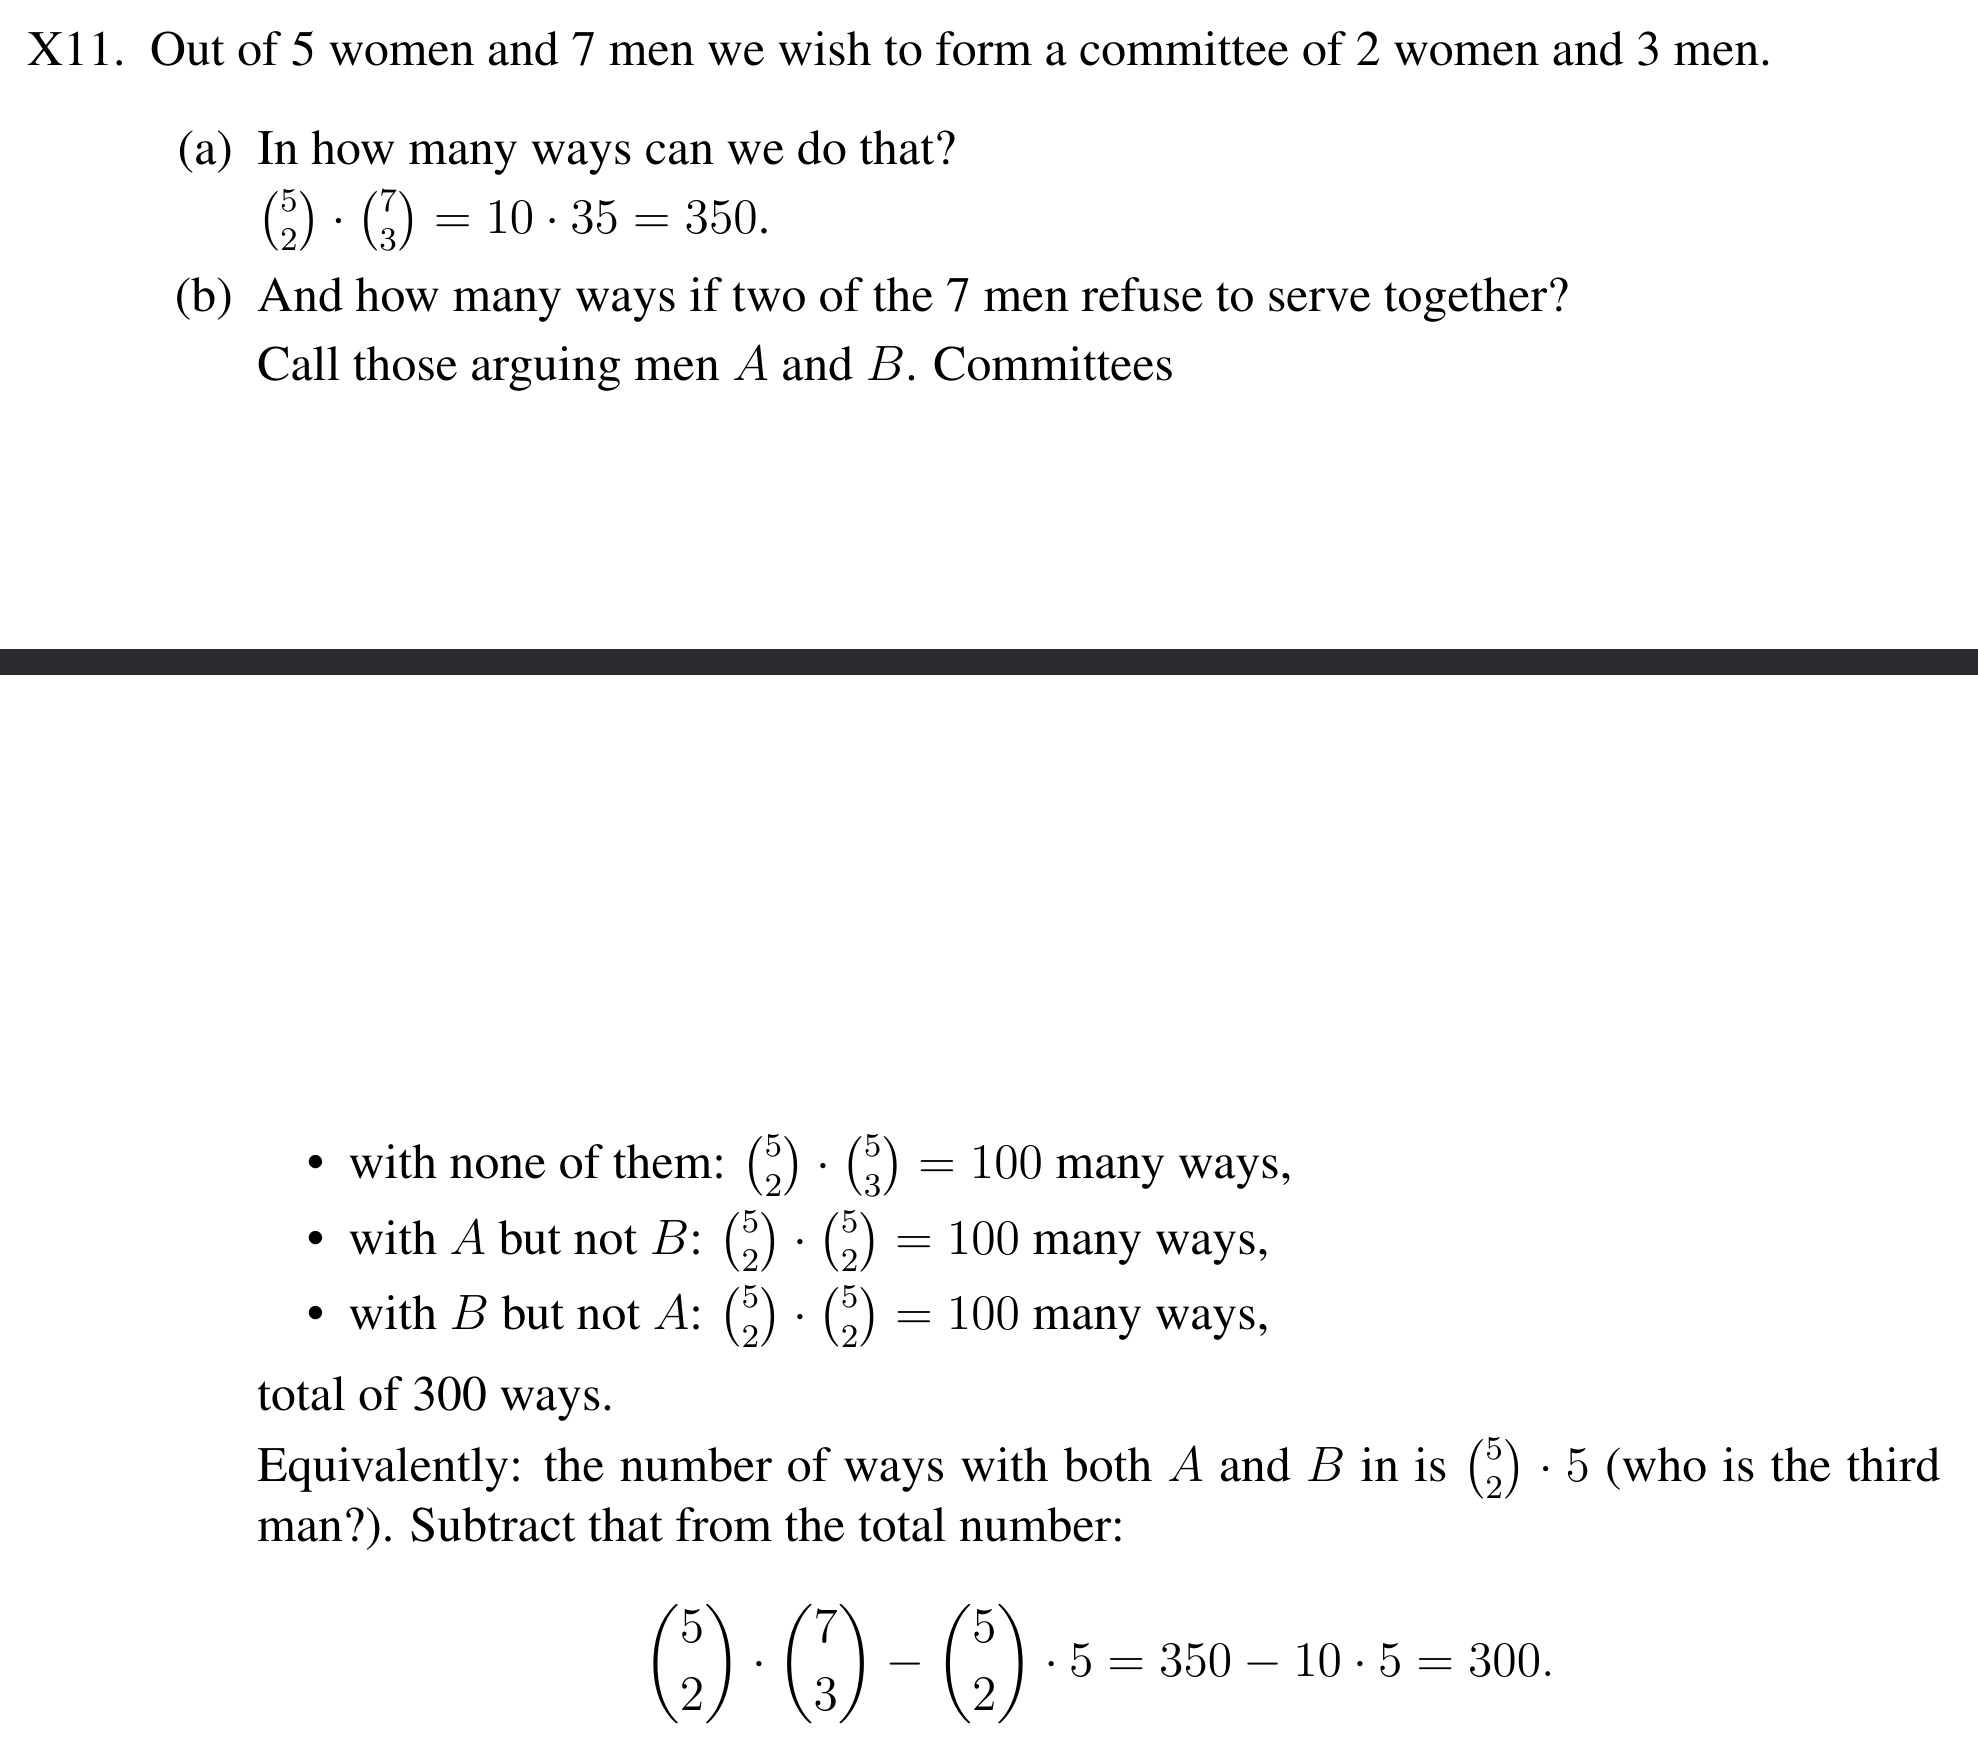 X11. Out of 5 women and 7 men we wish to form a committee of 2 women and 3 men.
(a) In how many ways can we do that?
$\binom{5}{2} \cdot \binom{7}{3} = 10 \cdot 35 = 350.$
(b) And how many ways if two of the 7 men refuse to serve together?
Call those arguing men $A$ and $B$. Committees
• with none of them: $\binom{5}{2} \cdot \binom{5}{3} = 100$ many ways,
• with $A$ but not $B$: $\binom{5}{2} \cdot \binom{5}{2} = 100$ many ways,
• with $B$ but not $A$: $\binom{5}{2} \cdot \binom{5}{2} = 100$ many ways,
total of 300 ways.
Equivalently: the number of ways with both $A$ and $B$ in is $\binom{5}{2} \cdot 5$ (who is the third
man?). Subtract that from the total number:
$\binom{5}{2} \cdot \binom{7}{3} - \binom{5}{2} \cdot 5 = 350 - 10 \cdot 5 = 300.$